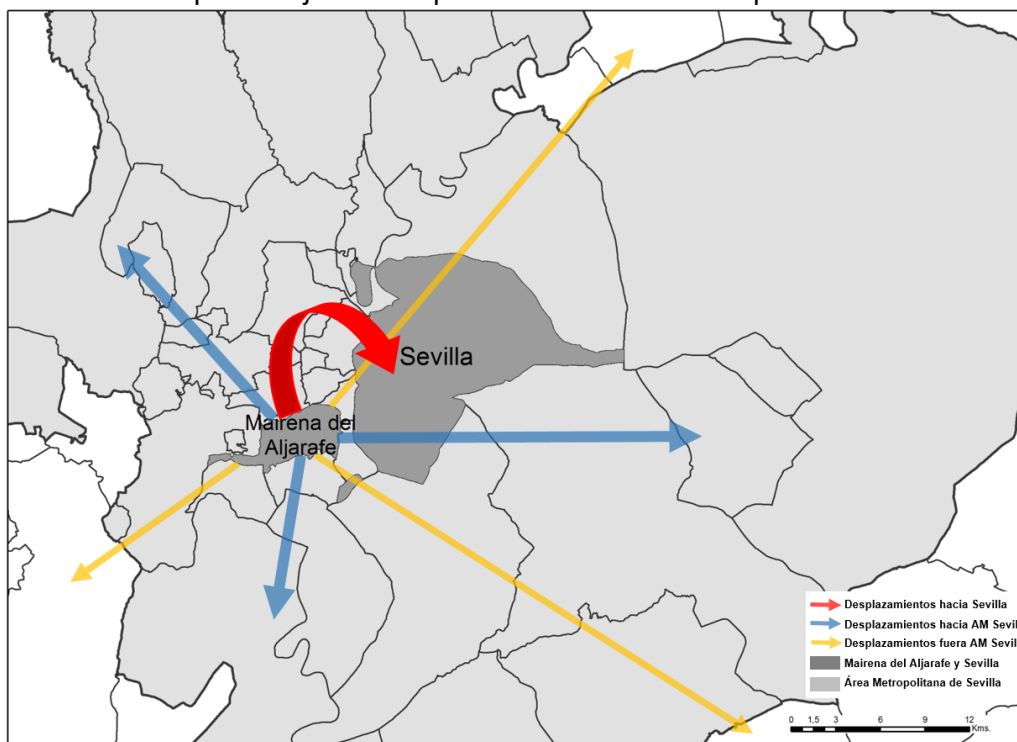 Sevilla
Mairena del
Aljarafe
Desplazamientos hacia Sevilla
Desplazamientos hacia AM Sevil
Desplazamientos fuera AM Sevil
Mairena del Aljarafe y Sevilla
Área Metropolitana de Sevilla
0 1,5 3 6 9 12
Kms.